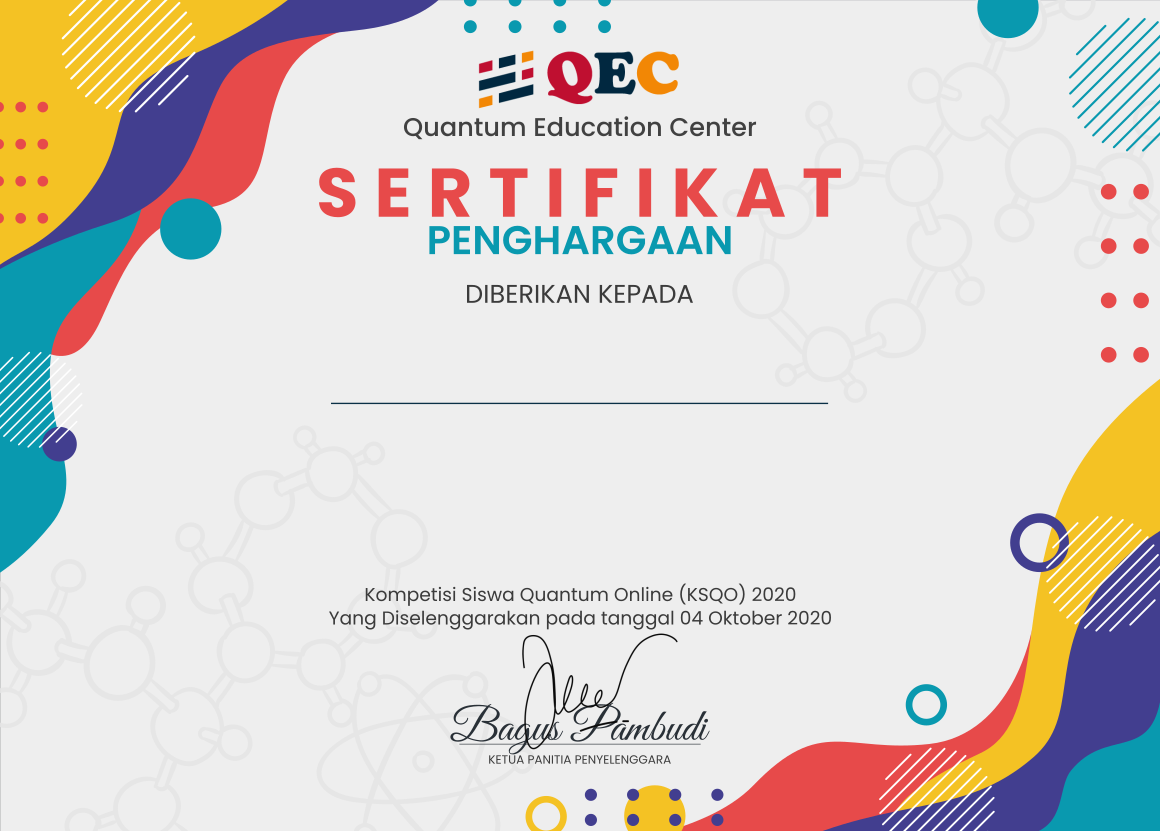 QEC
Quantum Education Center
SERTIFIKAT
PENGHARGAAN
DIBERIKAN KEPADA
Kompetisi Siswa Quantum Online (KSQO) 2020
Yang Diselenggarakan pada tanggal 04 Oktober 2020
Bagus Pambudi
KETUA PANITIA PENYELENGGARA